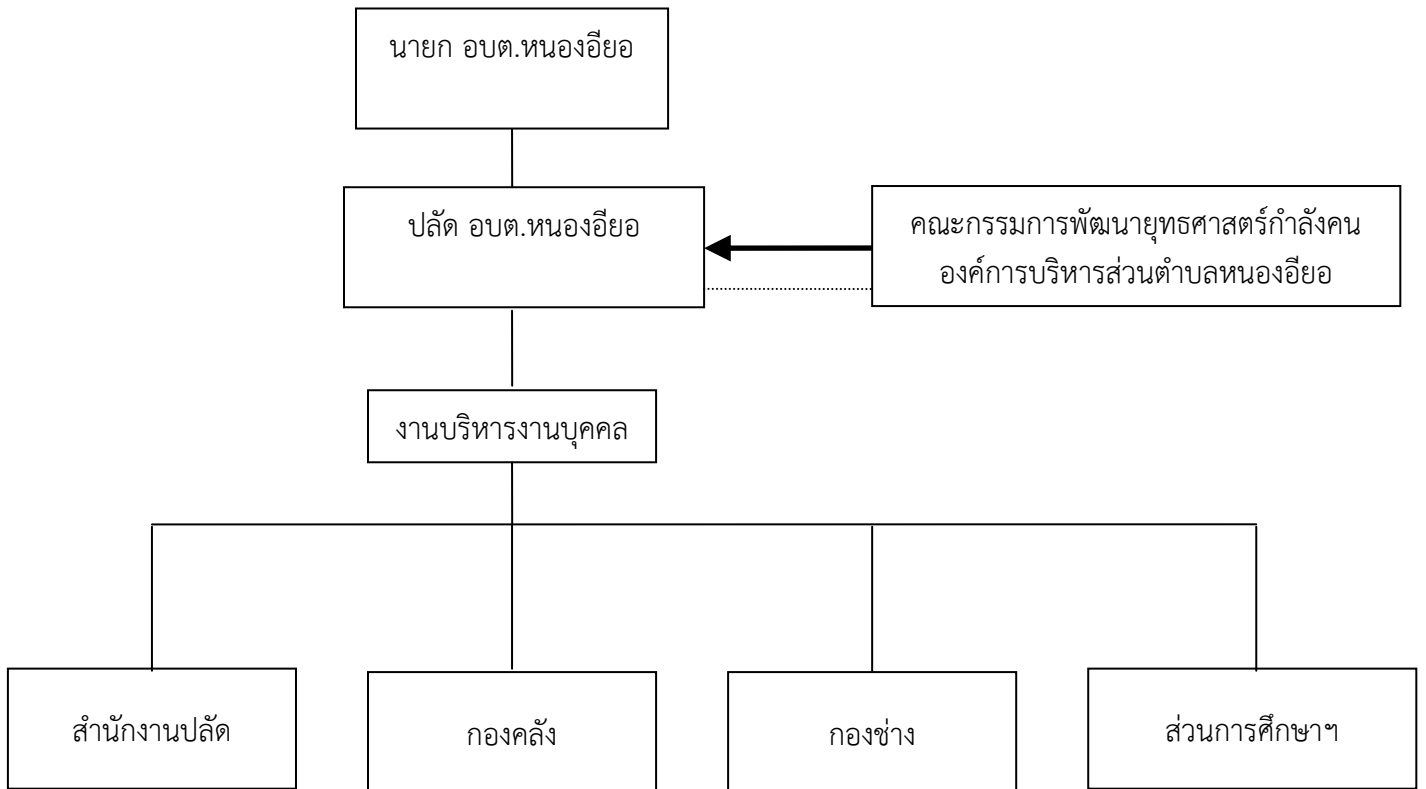 นายก อบต.หนองอียอ
ปลัด อบต.หนองอียอ
คณะกรรมการพัฒนายุทธศาสตร์กำลังคน
องค์การบริหารส่วนตำบลหนองอียอ
งานบริหารงานบุคคล
สำนักงานปลัด
กองคลัง
กองช่าง
ส่วนการศึกษาฯ